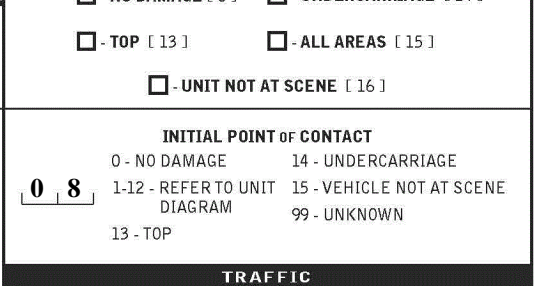 - TOP [ 13 ] - ALL AREAS [ 15 ]
- UNIT NOT AT SCENE [ 16 ]
INITIAL POINT OF CONTACT
0 - NO DAMAGE 14 - UNDERCARRIAGE
0 8 1-12 - REFER TO UNIT 15 - VEHICLE NOT AT SCENE
DIAGRAM 99 - UNKNOWN
13 - TOP
TRAFFIC